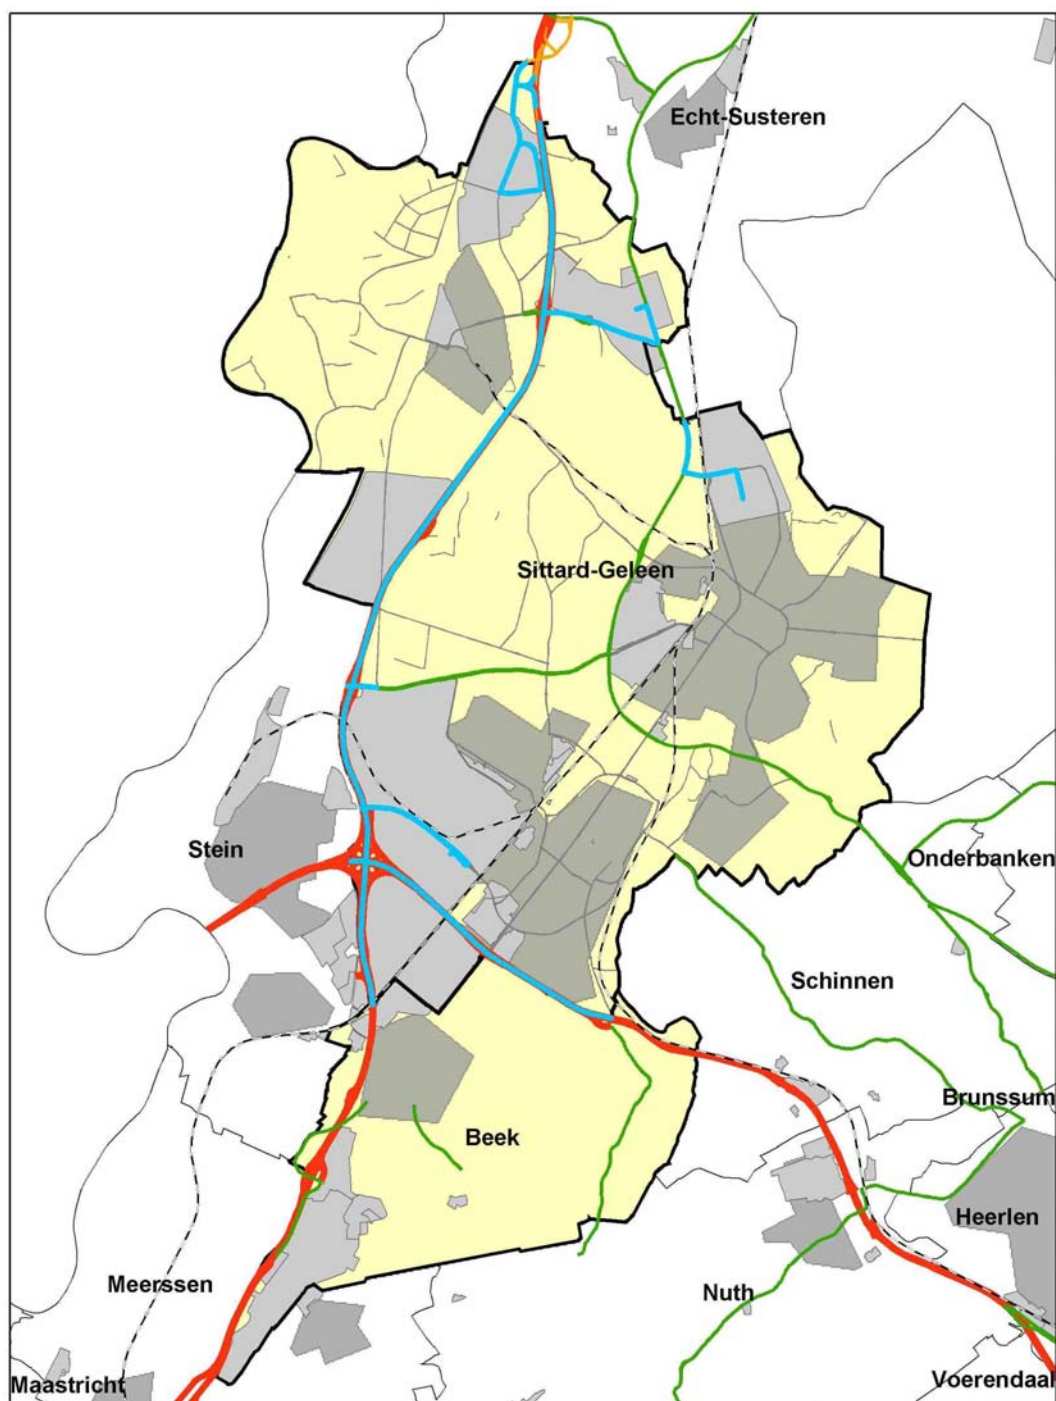 Echt-Susteren
Sittard-Geleen
Stein
Onderbanken
Schinnen
Brunssum
Beek
Heerlen
Meerssen
Nuth
Maastricht
Voerendaal